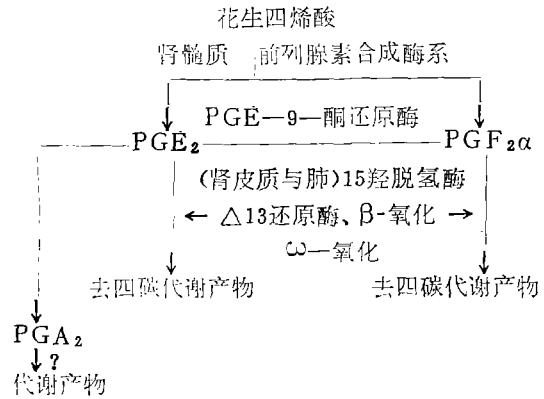 花生四烯酸
肾髓质 前列腺素合成酶系
PGE—9—酮还原酶
PGE₂ PGF₂α
(肾皮质与肺)15羟脱氢酶
← △13还原酶、β-氧化 →
ω—氧化
去四碳代谢产物 去四碳代谢产物
PGA₂
?
代谢产物